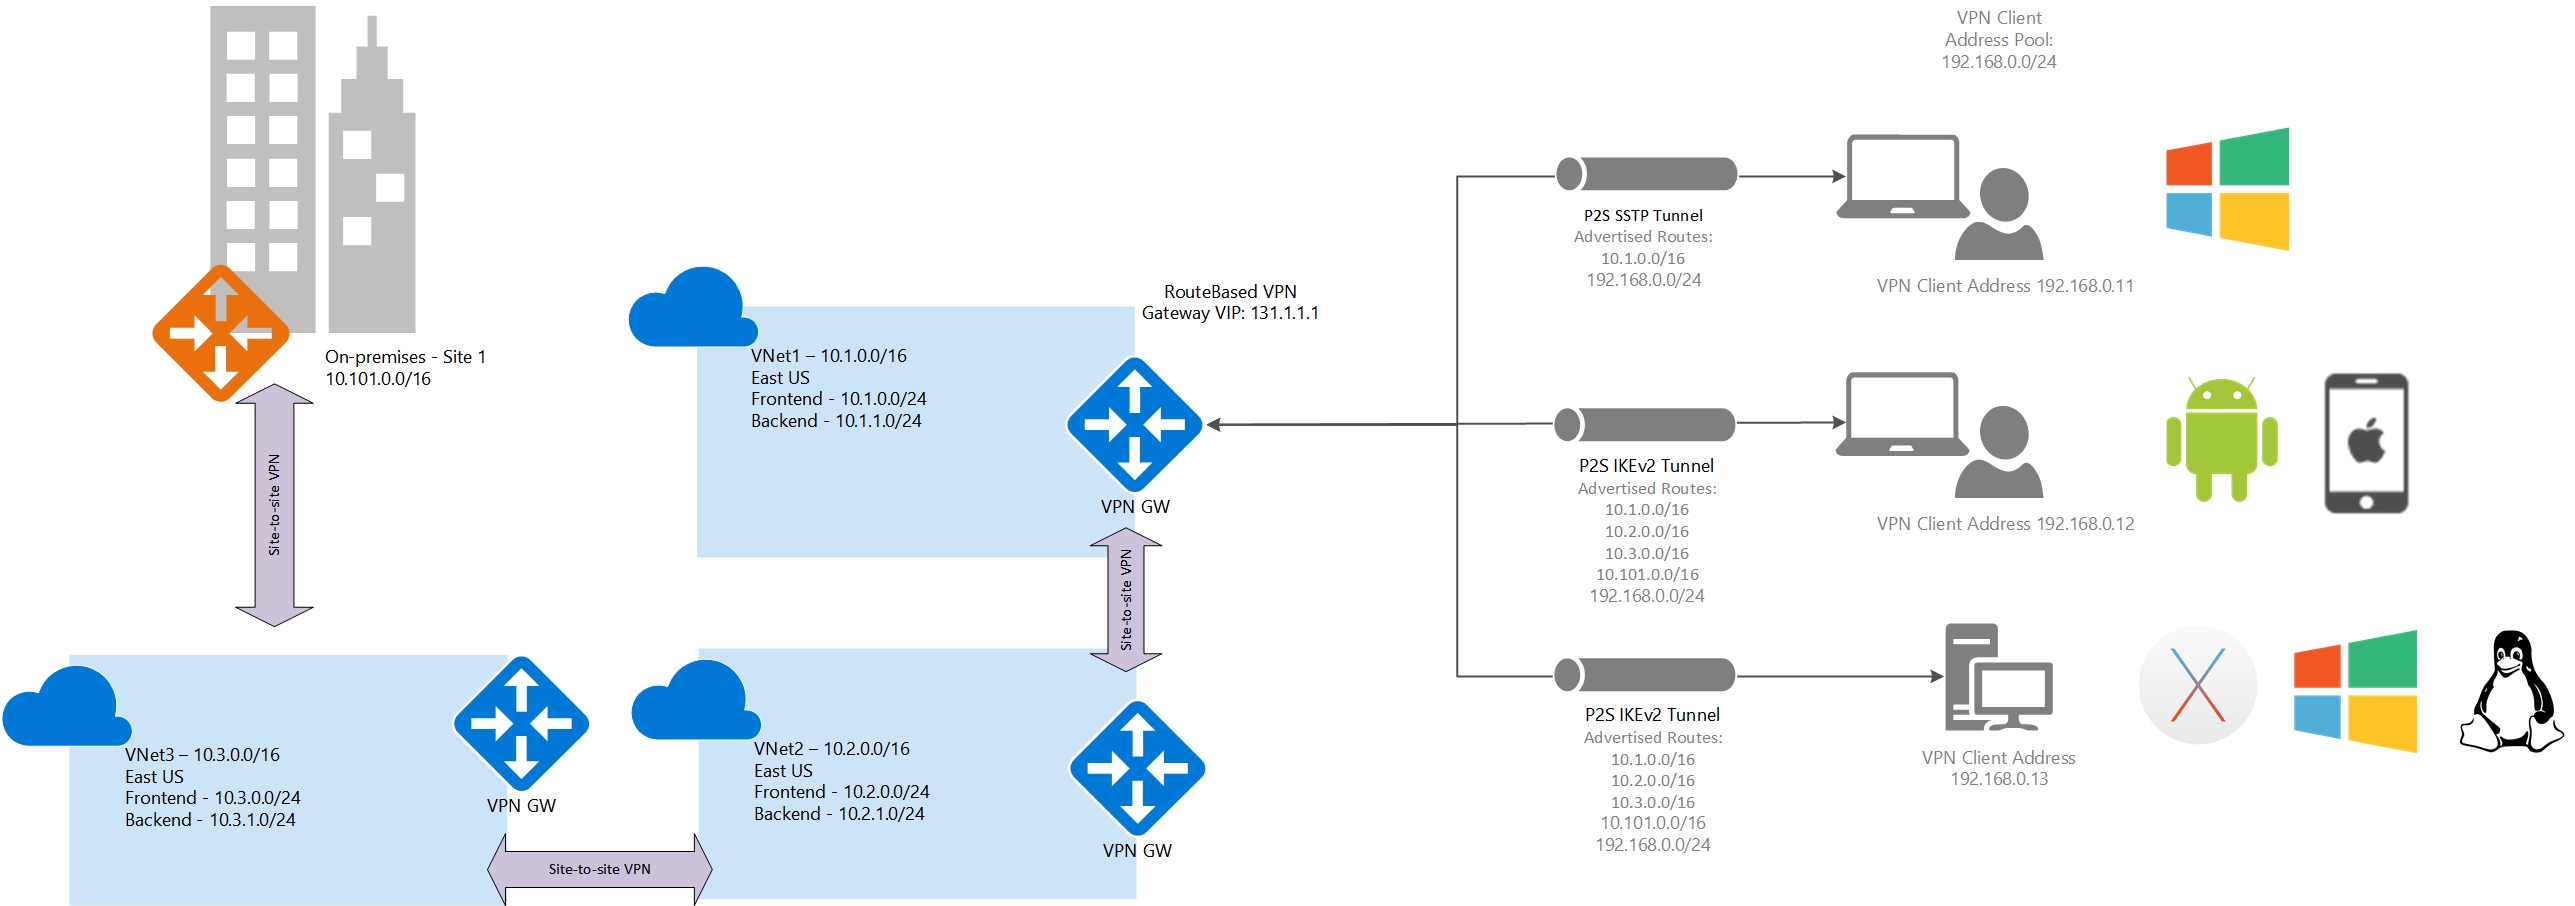 VPN Client
Address Pool:
192.168.0.0/24
P2S SSTP Tunnel
Advertised Routes:
10.1.0.0/16
192.168.0.0/24
VPN Client Address 192.168.0.11
RouteBased VPN
Gateway VIP: 131.1.1.1
On-premises - Site 1
10.101.0.0/16
VNet1 – 10.1.0.0/16
East US
Frontend - 10.1.0.0/24
Backend - 10.1.1.0/24
VPN GW
Site-to-site VPN
Site-to-site VPN
P2S IKEv2 Tunnel
Advertised Routes:
10.1.0.0/16
10.2.0.0/16
10.3.0.0/16
10.101.0.0/16
192.168.0.0/24
VPN Client Address 192.168.0.12
VNet3 – 10.3.0.0/16
East US
Frontend - 10.3.0.0/24
Backend - 10.3.1.0/24
VPN GW
Site-to-site VPN
VNet2 – 10.2.0.0/16
East US
Frontend - 10.2.0.0/24
Backend - 10.2.1.0/24
VPN GW
P2S IKEv2 Tunnel
Advertised Routes:
10.1.0.0/16
10.2.0.0/16
10.3.0.0/16
10.101.0.0/16
192.168.0.0/24
VPN Client Address
192.168.0.13